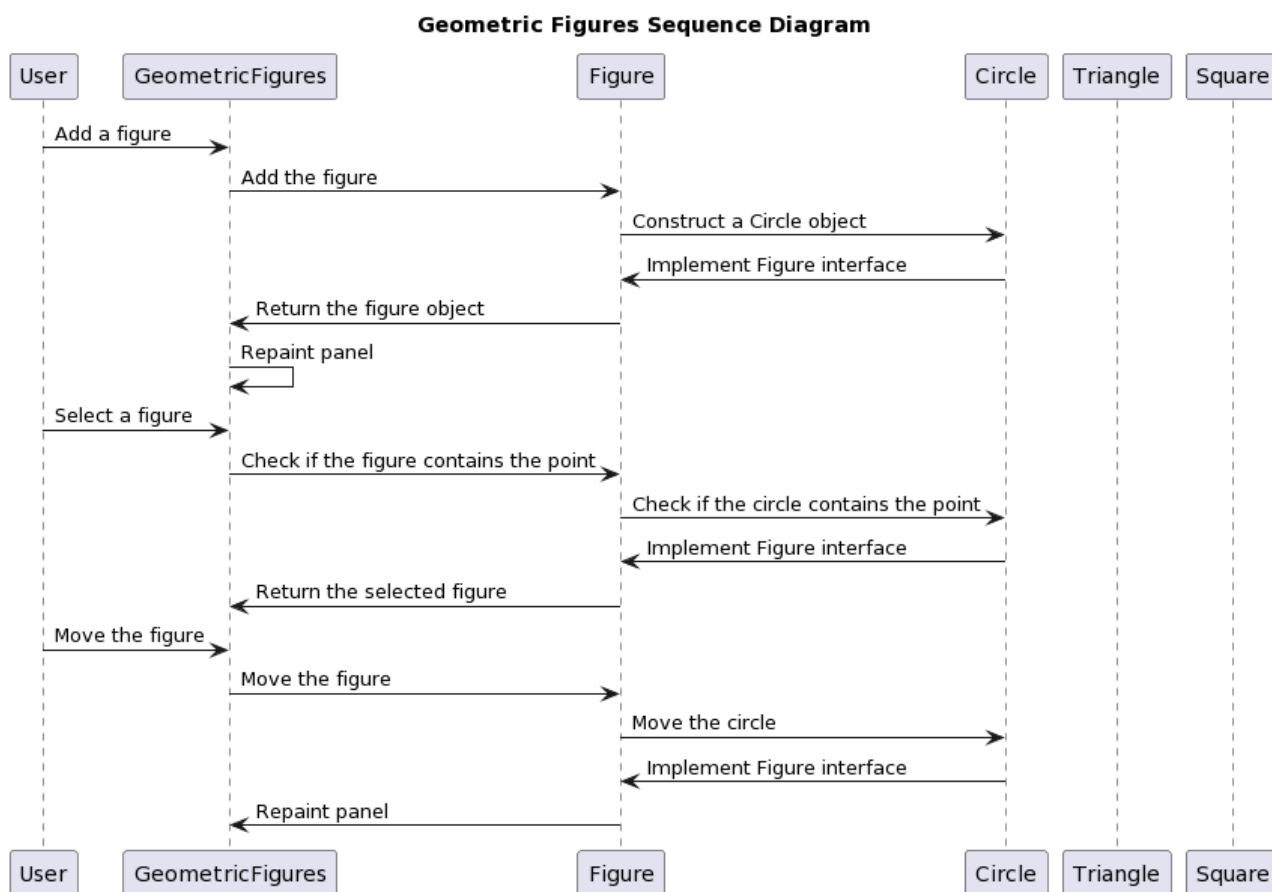 Geometric Figures Sequence Diagram
User GeometricFigures Figure Circle Triangle Square
Add a figure
Add the figure
Construct a Circle object
Implement Figure interface
Return the figure object
Repaint panel
Select a figure
Check if the figure contains the point
Check if the circle contains the point
Implement Figure interface
Return the selected figure
Move the figure
Move the figure
Move the circle
Implement Figure interface
Repaint panel
User GeometricFigures Figure Circle Triangle Square